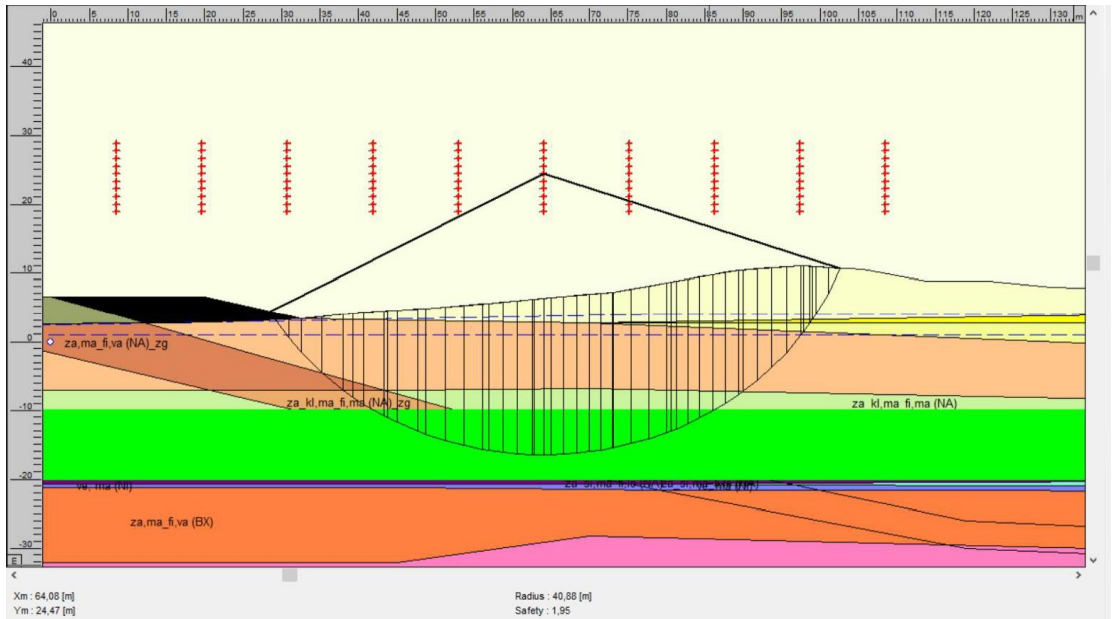 0 5 10 15 20 25 30 35 40 45 50 55 60 65 70 75 80 85 90 95 100 105 110 115 120 125 130 m
40
30
20
10
0
-10
-20
-30
E
za,ma_fi,va (NA)_zg
za_kl,ma_fi,ma (NA)_zg
za_kl,ma_fi,ma (NA)
ve, ma (NI)
za,ma_fi,va (BX)
Xm : 64,08 [m]
Radius : 40,88 [m]
Ym : 24,47 [m]
Safety : 1,95